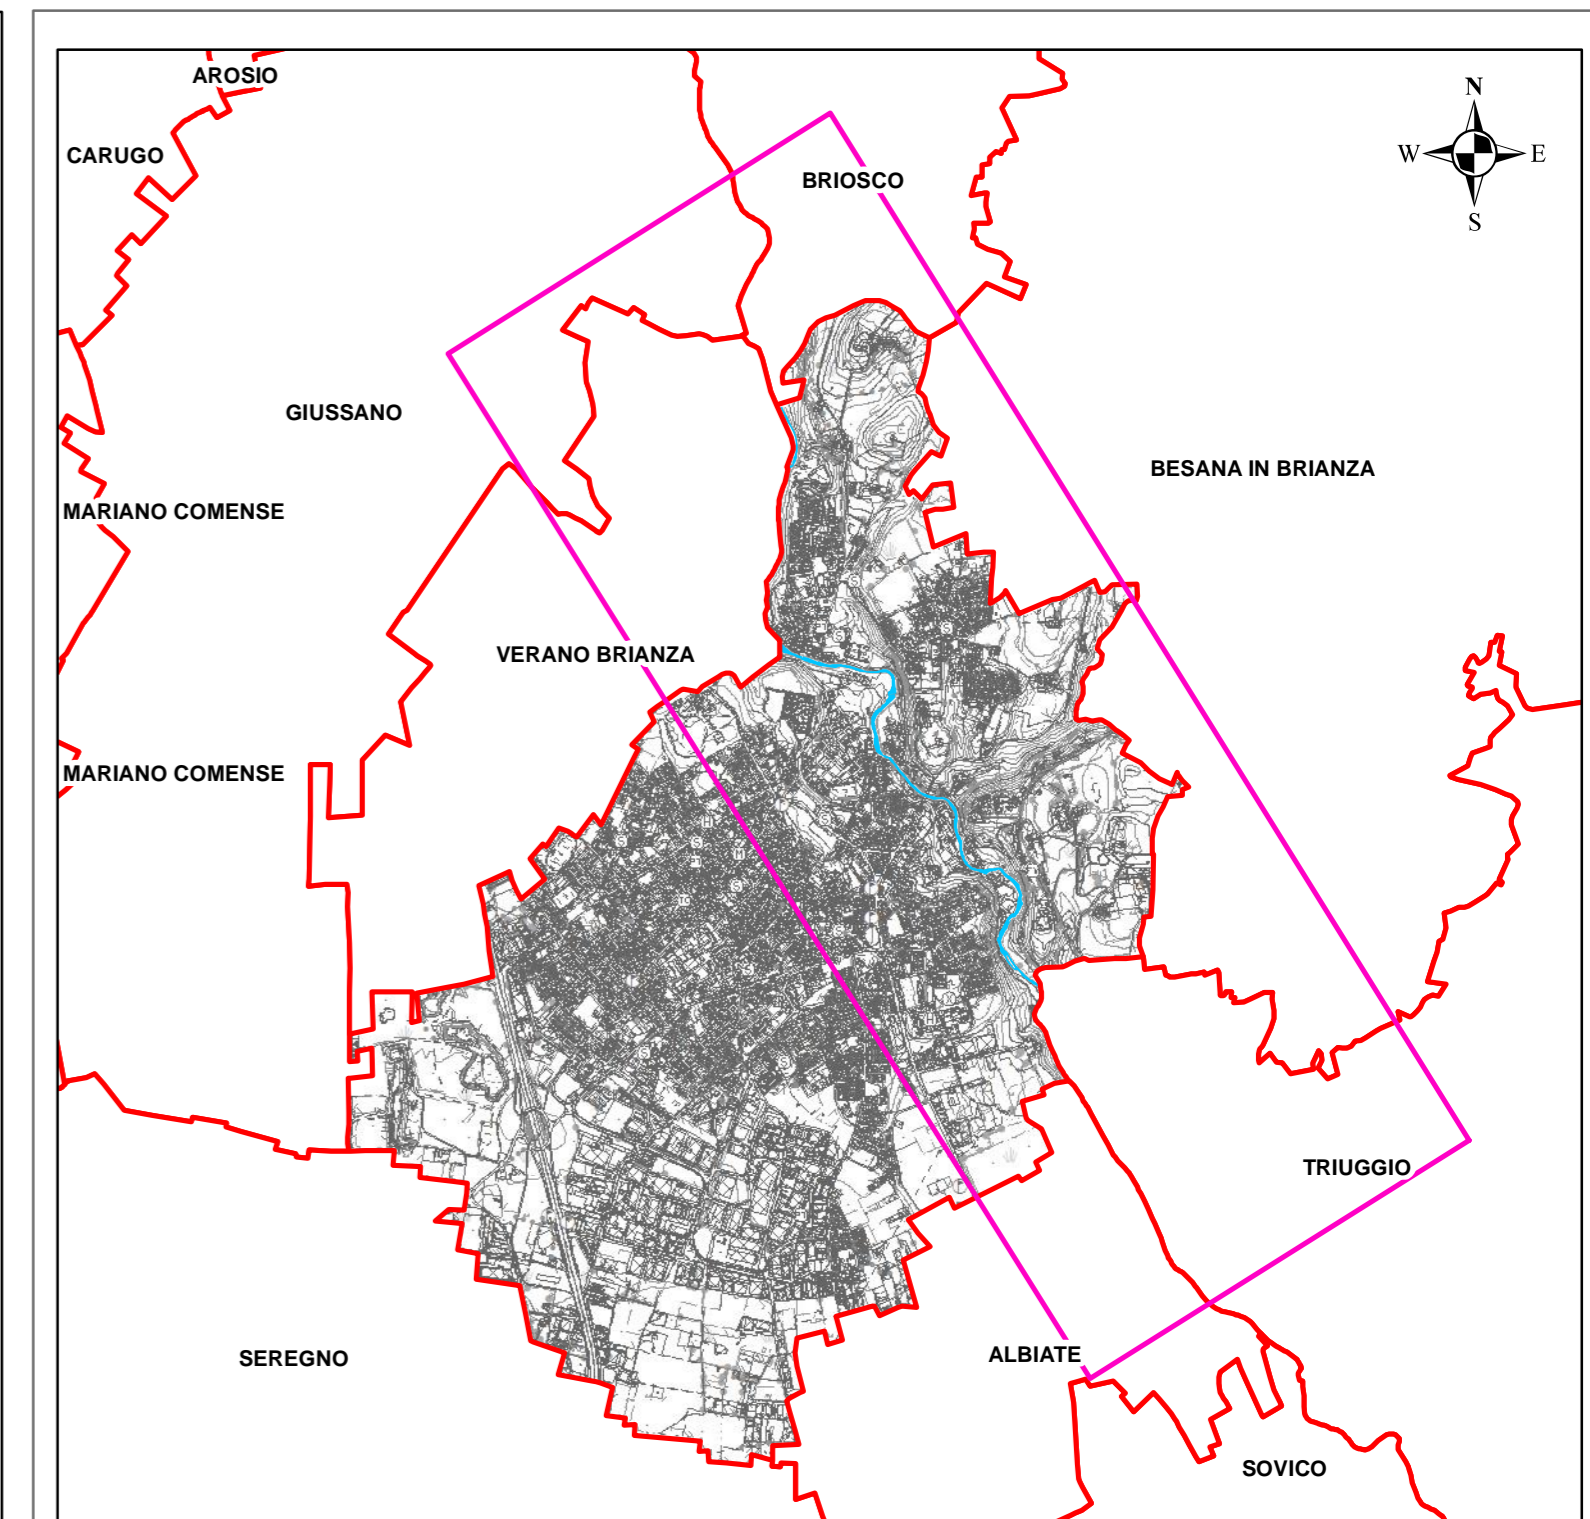 AROSIO
N
CARUGO
W
E
BRIOSCO
S
GIUSSANO
BESANA IN BRIANZA
MARIANO COMENSE
VERANO BRIANZA
MARIANO COMENSE
TRIUGGIO
ALBIATE
SEREGNO
SOVICO